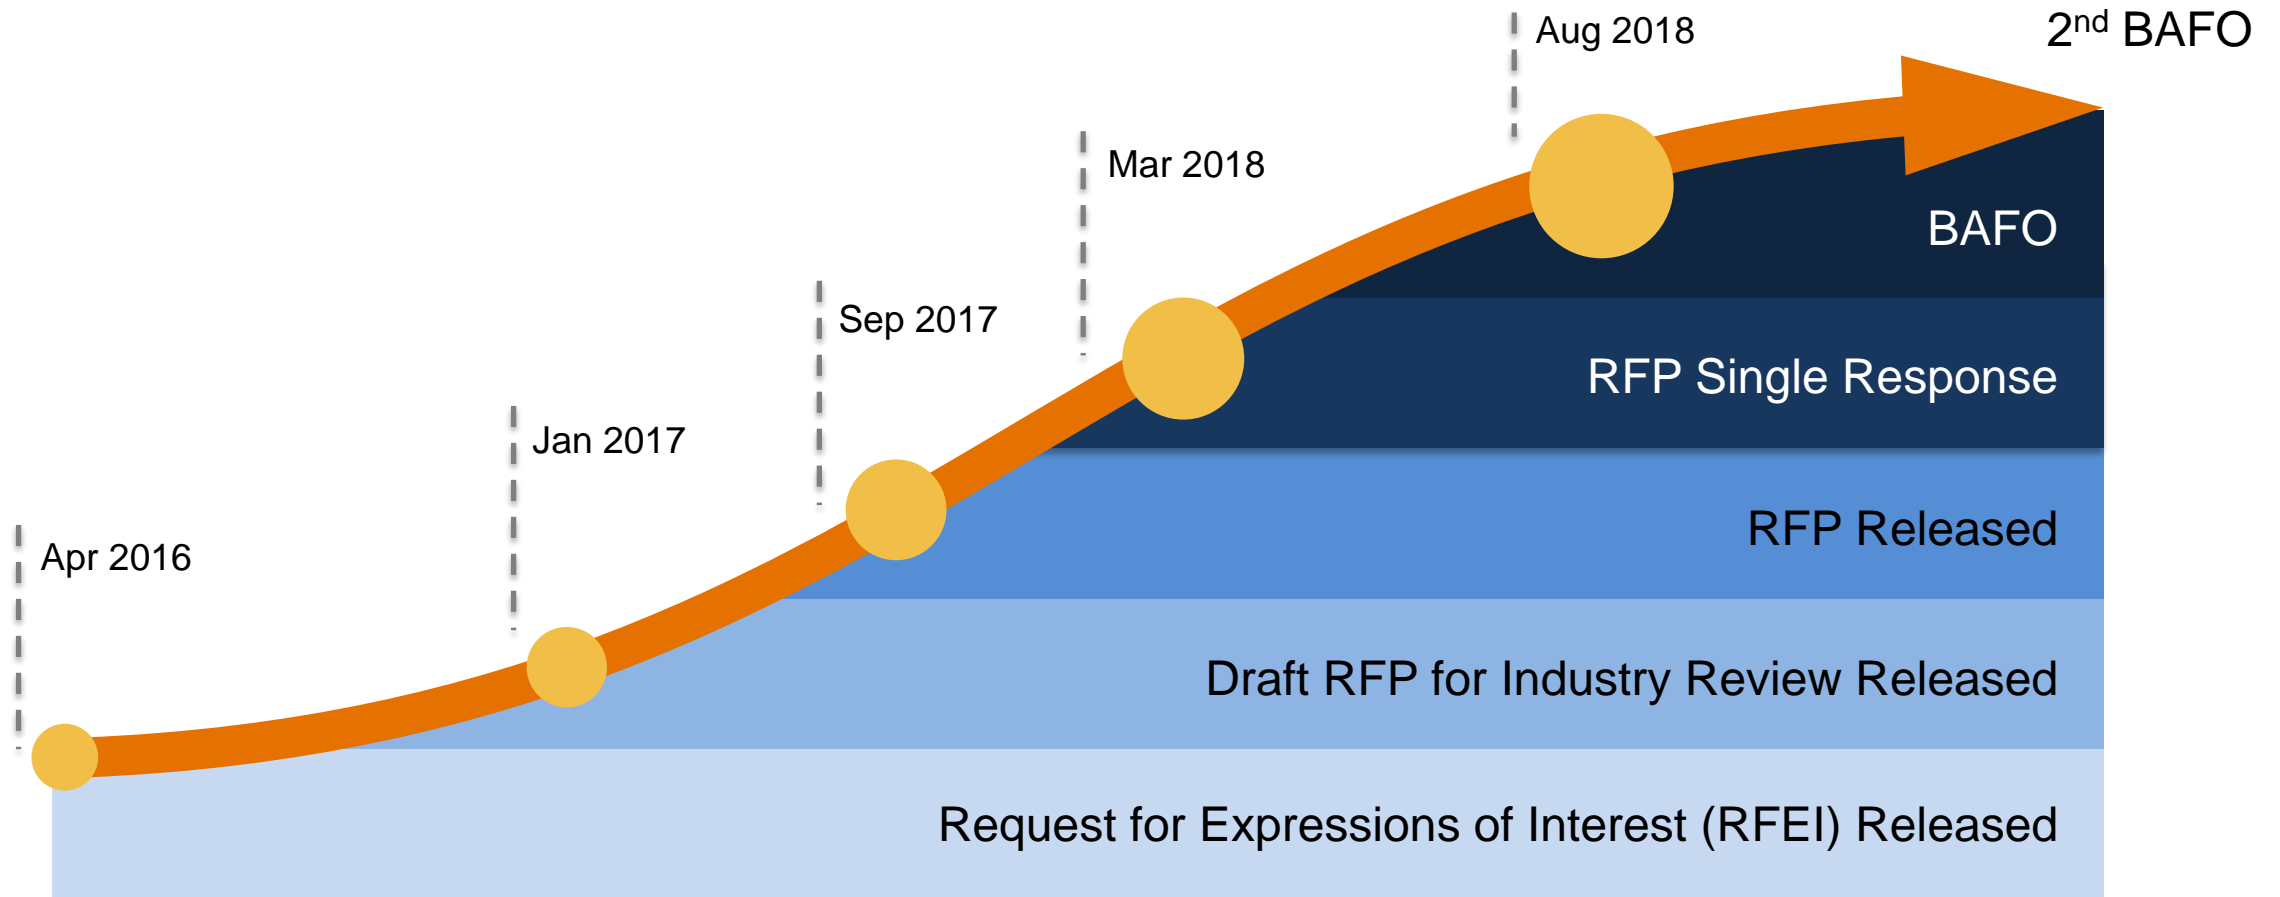 2nd BAFO
Aug 2018
Mar 2018
BAFO
Sep 2017
RFP Single Response
Jan 2017
RFP Released
Apr 2016
Draft RFP for Industry Review Released
Request for Expressions of Interest (RFEI) Released